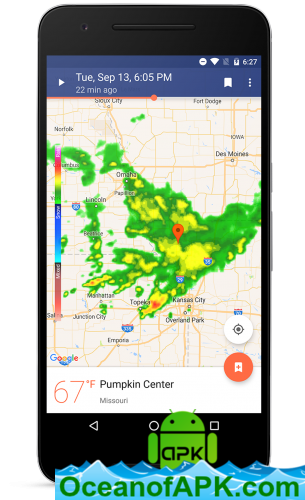 6:27
Tue, Sep 13, 6:05 PM
22 min ago
Sioux City
Fort Dodge
Norfolk
IOWA
Des Moines
Rain
Columbus
Omaha
Papillion
Lincoln
Snow
Beatrice
Mixed
Manhattan
Topeka
Kansas City
Junction City
Overland Park
Emporia
Google
67°F
Pumpkin Center
Missouri
apk
OceanofAPK.com